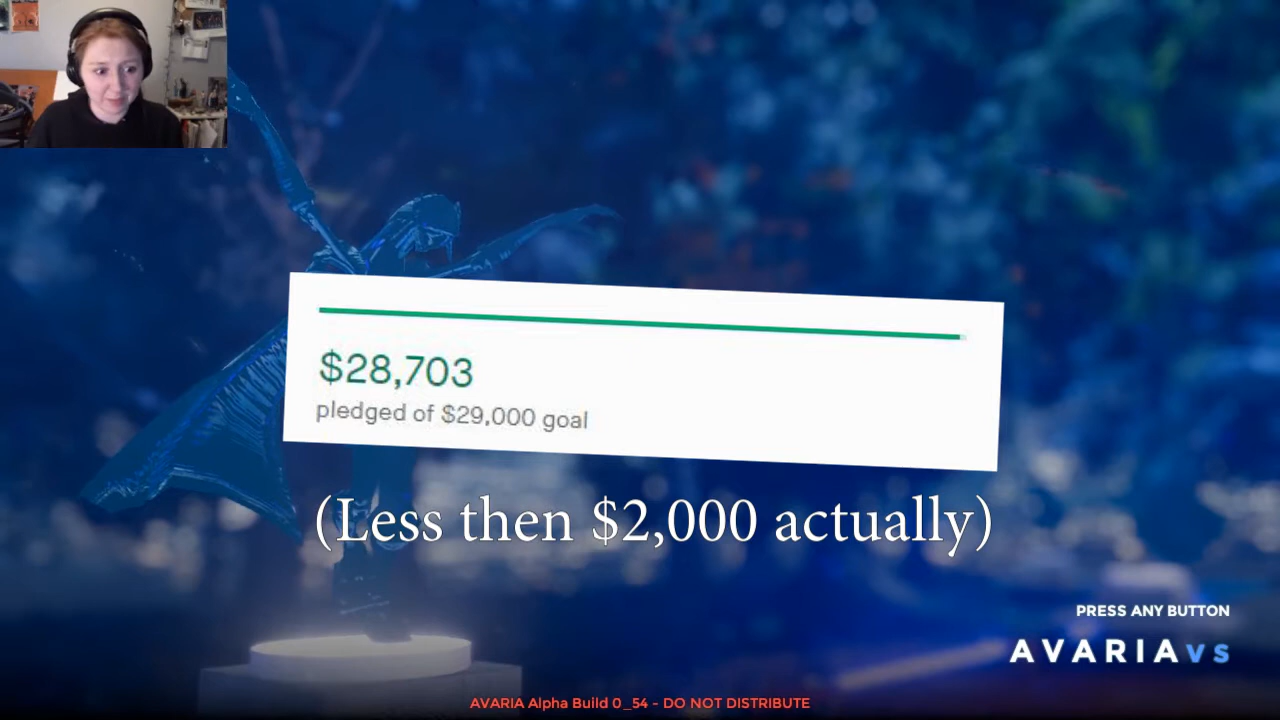 $28,703
pledged of $29,000 goal
(Less then $2,000 actually)
PRESS ANY BUTTON
AVARIA vs
AVARIA Alpha Build 0_54 - DO NOT DISTRIBUTE